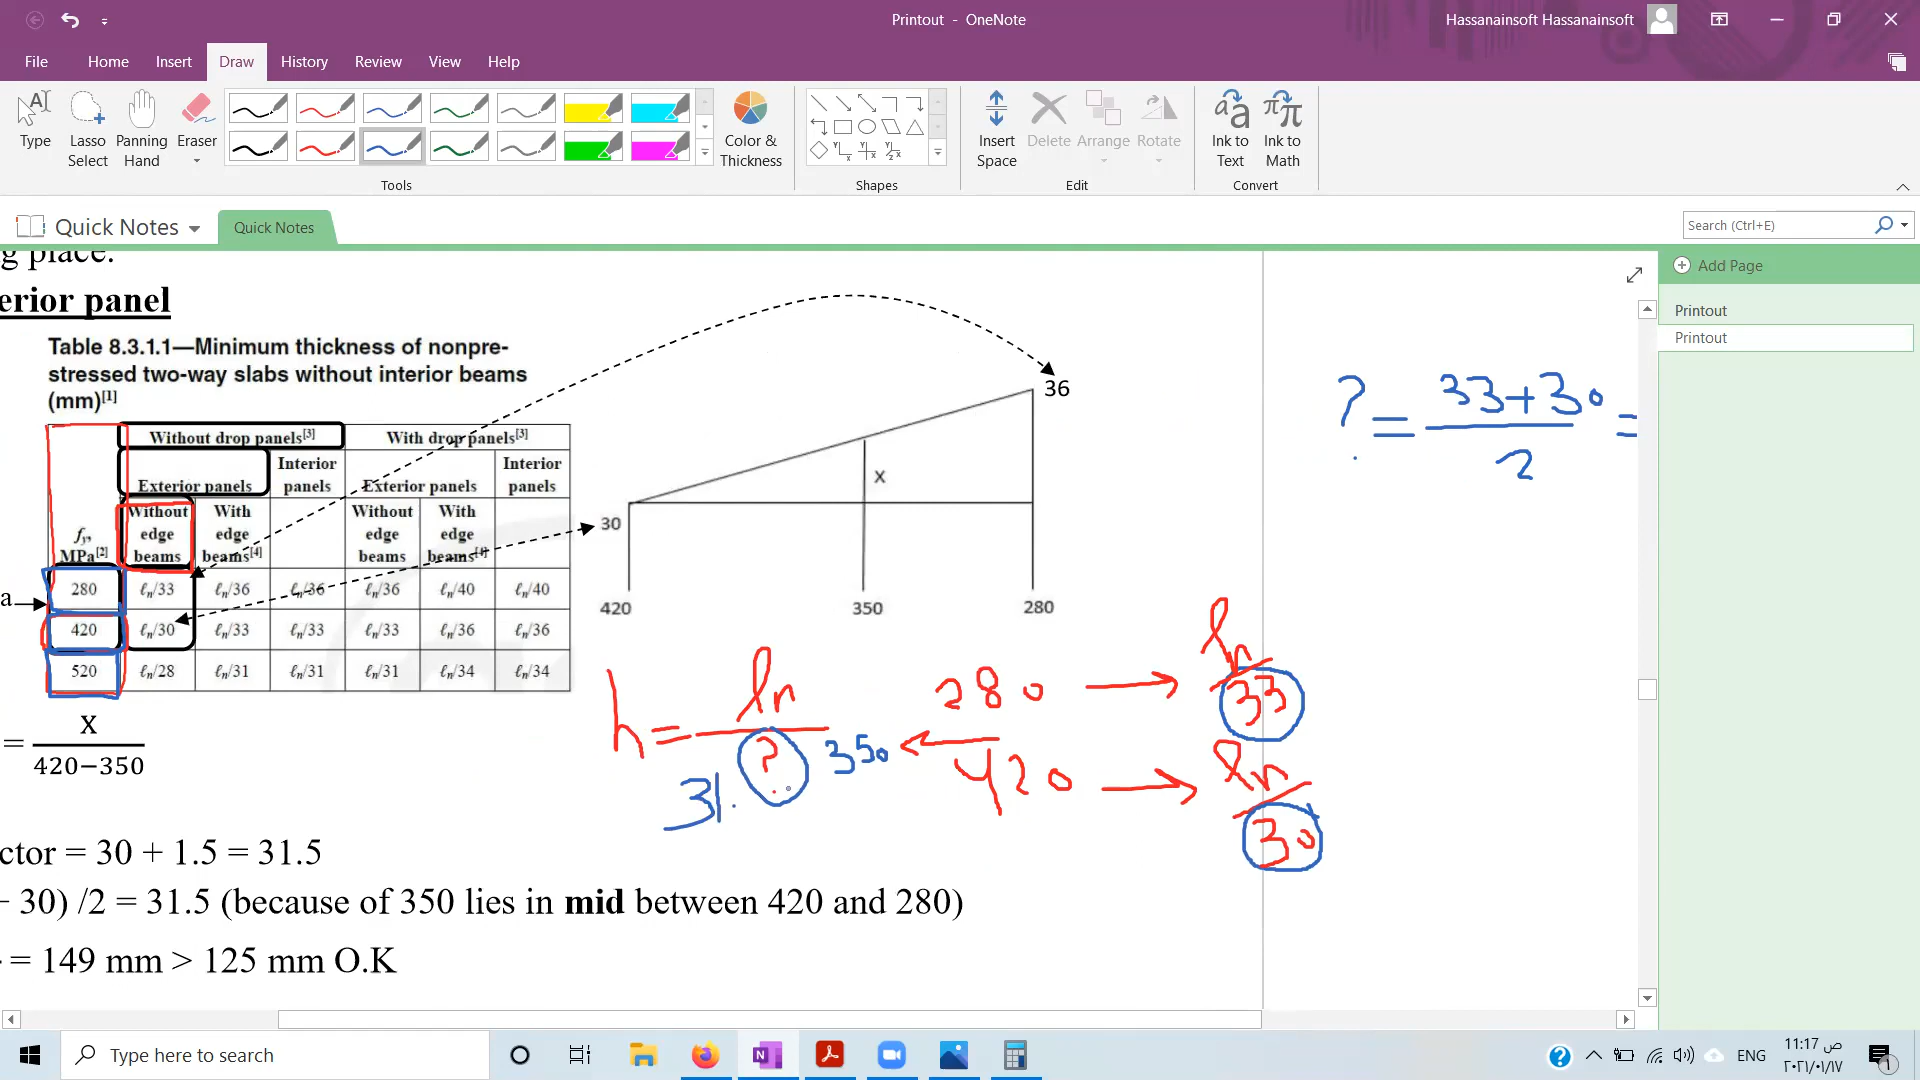 Printout - OneNote
Hassanainsoft Hassanainsoft
File Home Insert Draw History Review View Help
Type
Lasso Select
Panning Hand
Eraser
Color & Thickness
Insert Space
Delete
Arrange
Rotate
Ink to Text
Ink to Math
Tools
Shapes
Edit
Convert
Quick Notes
Quick Notes
Search (Ctrl+E)
Add Page
Printout
Printout
g place.
erior panel
Table 8.3.1.1—Minimum thickness of nonpre-
stressed two-way slabs without interior beams
(mm)[1]
Without drop panels[3] With drop panels[3]
Exterior panels Interior panels Exterior panels Interior panels
fy, MPa[2] Without edge beams With edge beams[4] Without edge beams With edge beams[4]
280 ℓn/33 ℓn/36 ℓn/36 ℓn/36 ℓn/40 ℓn/40
420 ℓn/30 ℓn/33 ℓn/33 ℓn/33 ℓn/36 ℓn/36
520 ℓn/28 ℓn/31 ℓn/31 ℓn/31 ℓn/34 ℓn/34
a
36
X
30
420 350 280
? = 33+30 / 2 =
h = ln / ?
31.
350
280 → ln/33
420 → ln/30
= X / 420−350
ctor = 30 + 1.5 = 31.5
- 30) /2 = 31.5 (because of 350 lies in mid between 420 and 280)
= 149 mm > 125 mm O.K
Type here to search
ENG
11:17 ص
٢٠٢١/٠١/١٧
1